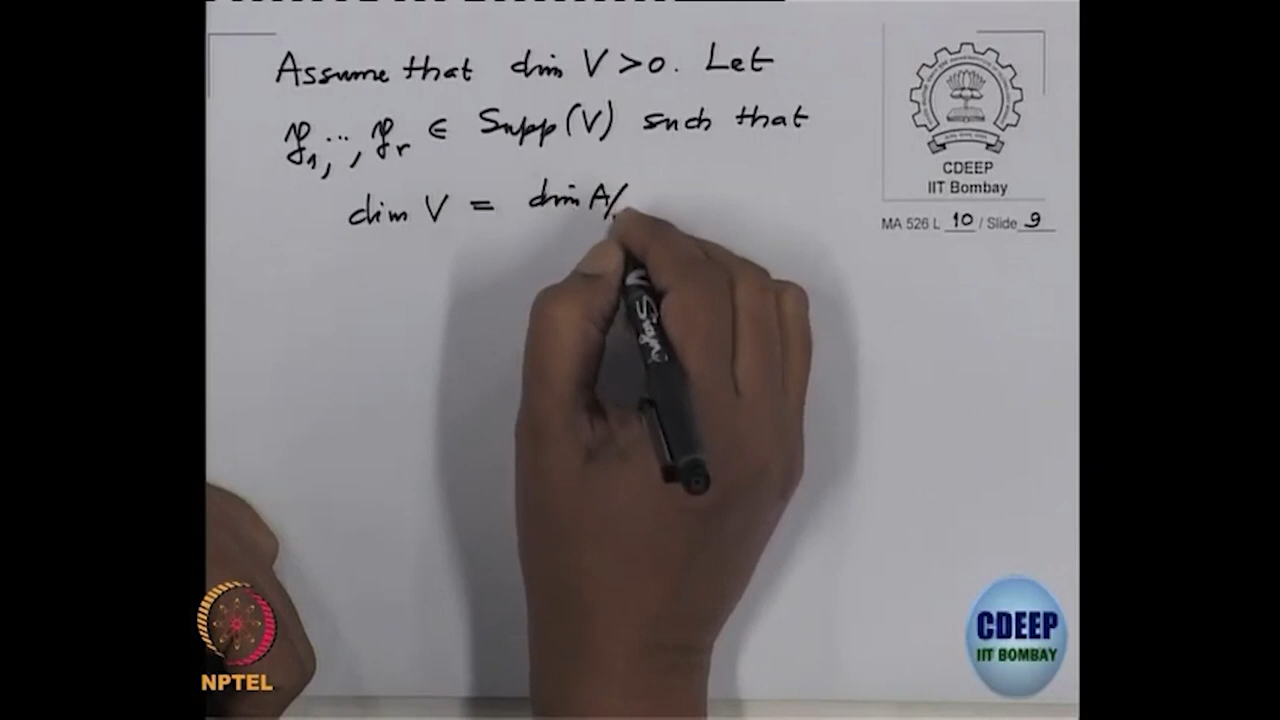 Assume that dim V > 0. Let
𝔭₁, ..., 𝔭ᵣ ∈ Supp(V) such that
dim V = dim A/
CDEEP
IIT Bombay
MA 526 L 10 / Slide 9
NPTEL
CDEEP
IIT BOMBAY